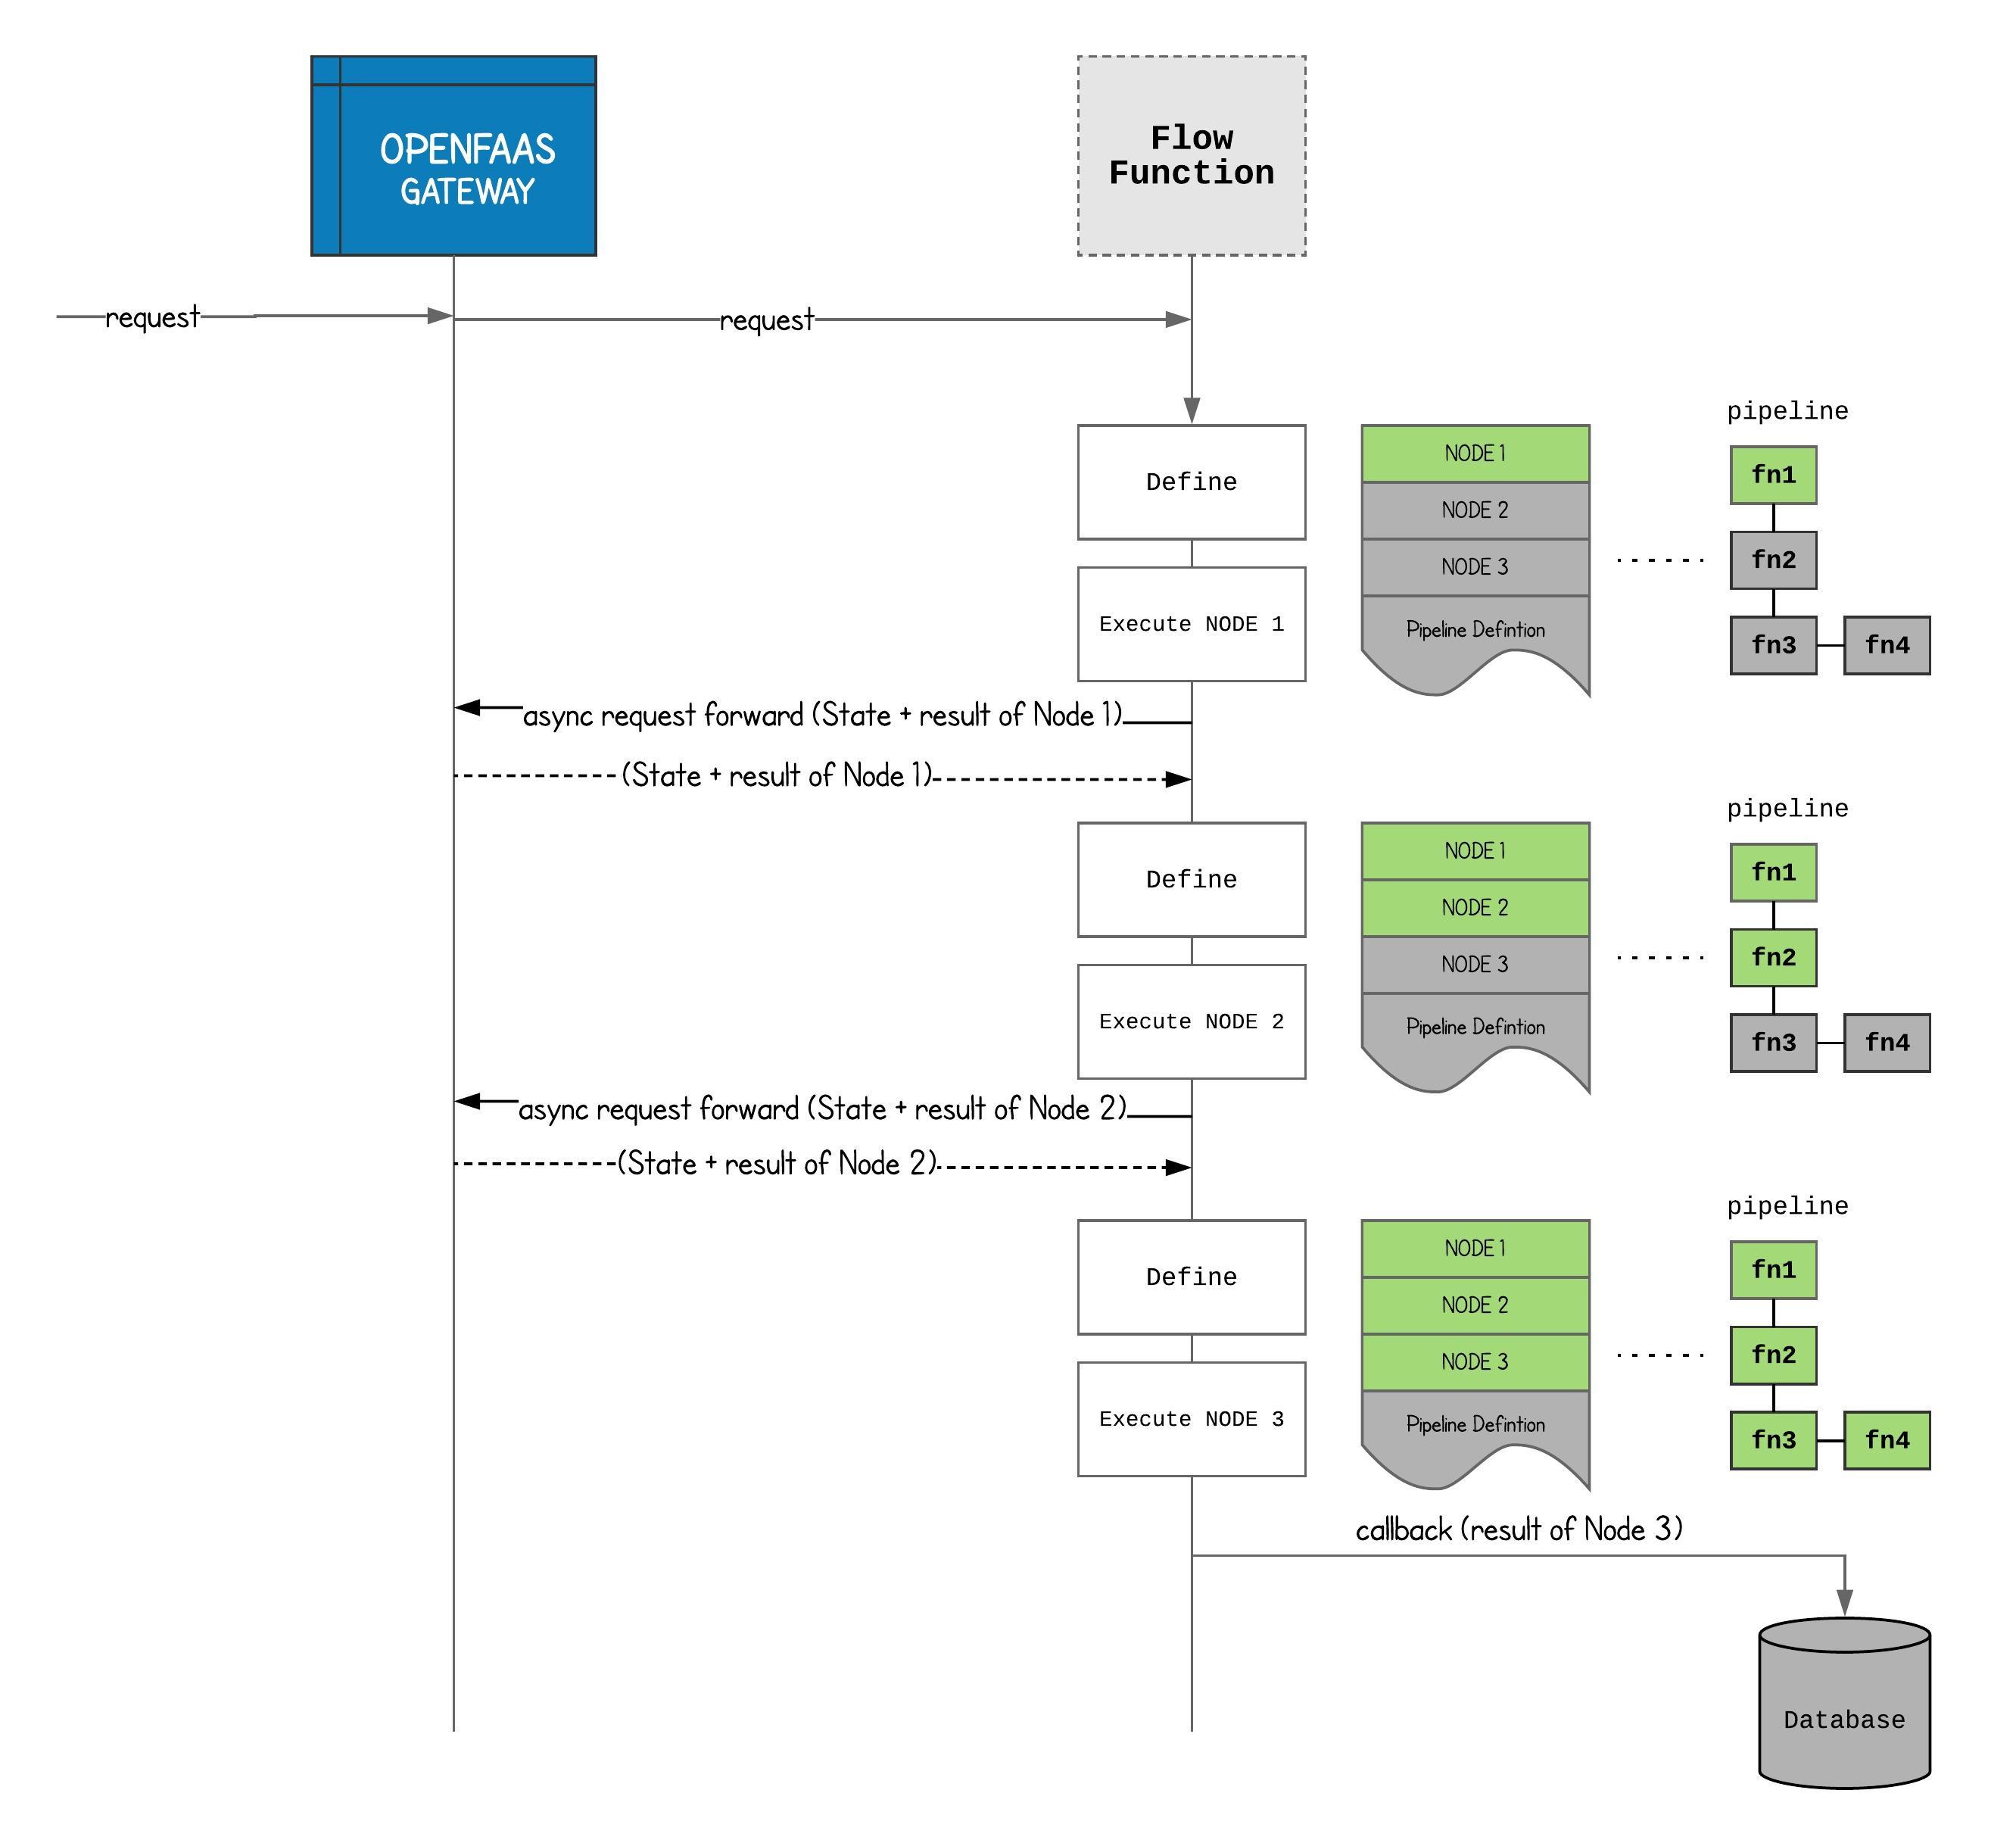 OPENFAAS
GATEWAY
Flow
Function
request
request
pipeline
Define
NODE 1
NODE 2
NODE 3
Pipeline Defintion
fn1
fn2
fn3
fn4
Execute NODE 1
async request forward (State + result of Node 1)
(State + result of Node 1)
pipeline
Define
NODE 1
NODE 2
NODE 3
Pipeline Defintion
fn1
fn2
fn3
fn4
Execute NODE 2
async request forward (State + result of Node 2)
(State + result of Node 2)
pipeline
Define
NODE 1
NODE 2
NODE 3
Pipeline Defintion
fn1
fn2
fn3
fn4
Execute NODE 3
callback (result of Node 3)
Database